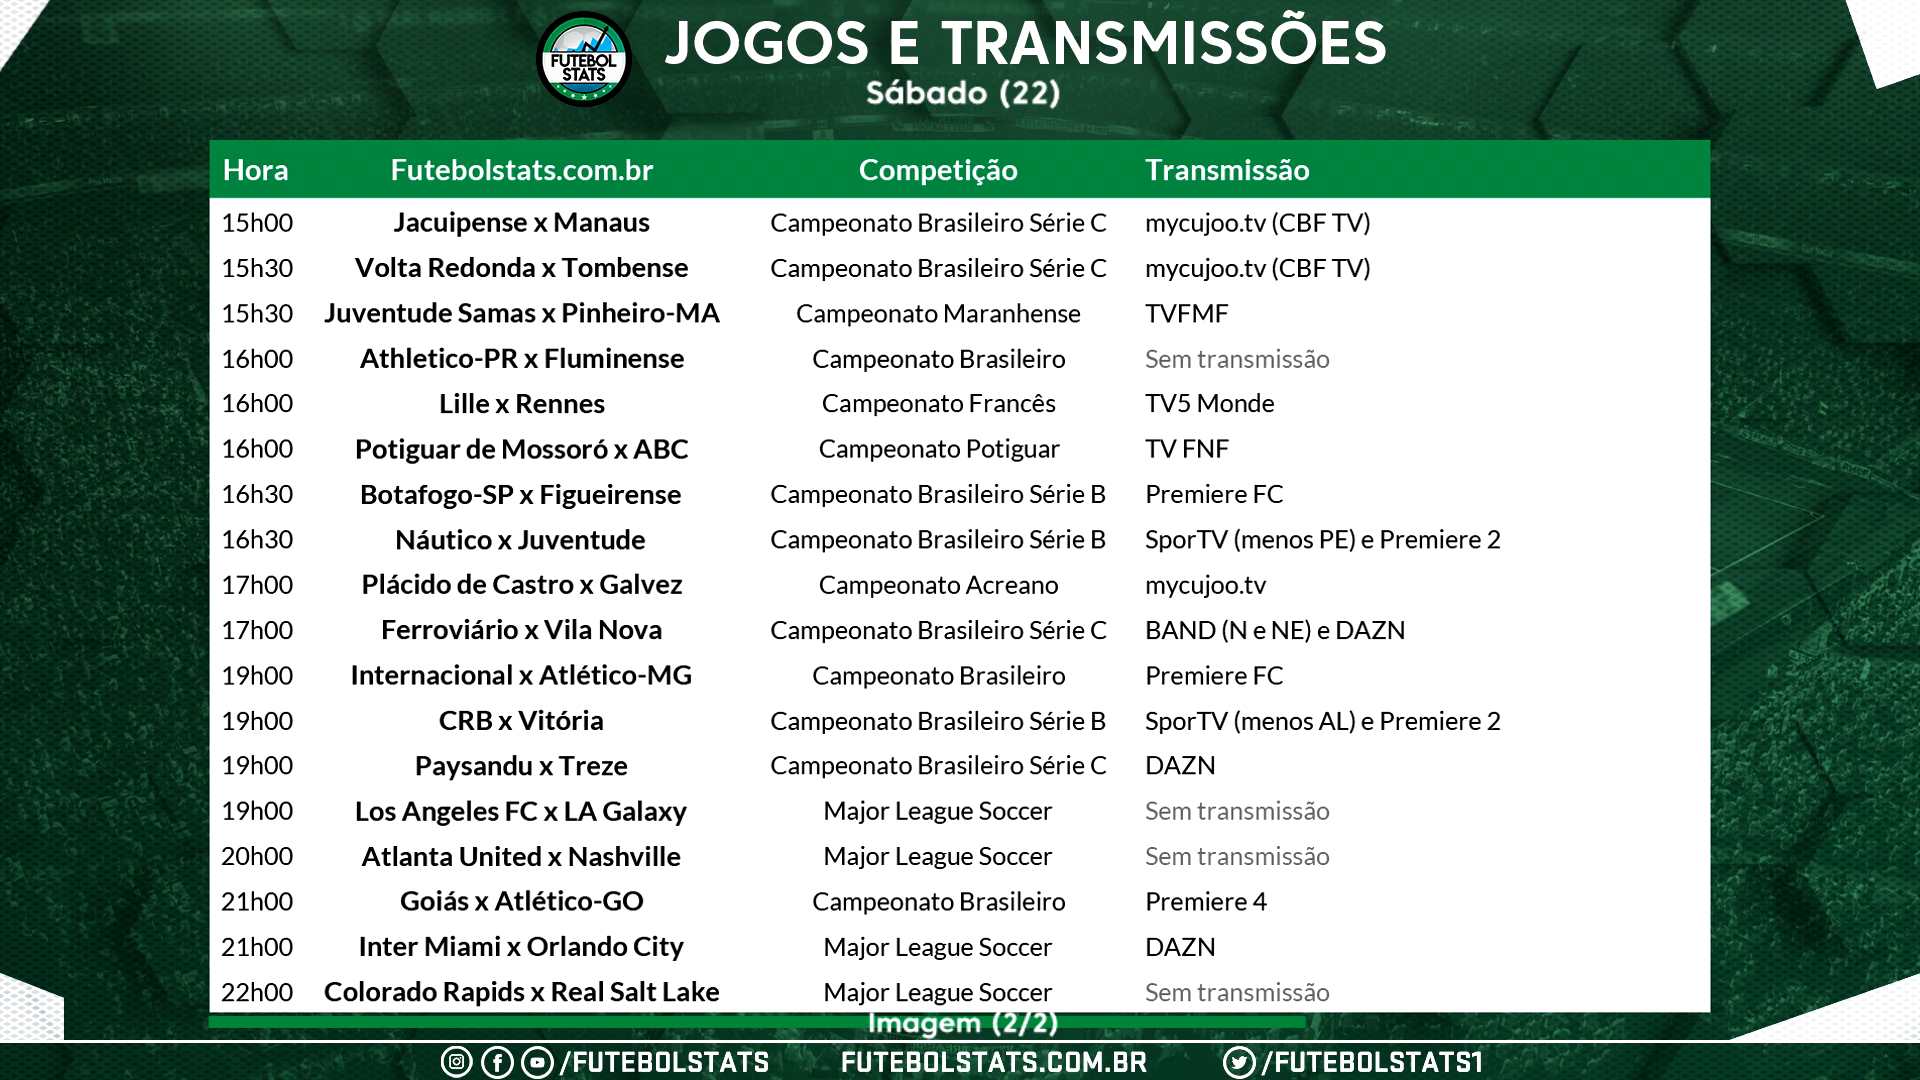 FUTEBOL
STATS
JOGOS E TRANSMISSÕES
Sábado (22)
Hora Futebolstats.com.br Competição Transmissão
15h00 Jacuipense x Manaus Campeonato Brasileiro Série C mycujoo.tv (CBF TV)
15h30 Volta Redonda x Tombense Campeonato Brasileiro Série C mycujoo.tv (CBF TV)
15h30 Juventude Samas x Pinheiro-MA Campeonato Maranhense TVFMF
16h00 Athletico-PR x Fluminense Campeonato Brasileiro Sem transmissão
16h00 Lille x Rennes Campeonato Francês TV5 Monde
16h00 Potiguar de Mossoró x ABC Campeonato Potiguar TV FNF
16h30 Botafogo-SP x Figueirense Campeonato Brasileiro Série B Premiere FC
16h30 Náutico x Juventude Campeonato Brasileiro Série B SporTV (menos PE) e Premiere 2
17h00 Plácido de Castro x Galvez Campeonato Acreano mycujoo.tv
17h00 Ferroviário x Vila Nova Campeonato Brasileiro Série C BAND (N e NE) e DAZN
19h00 Internacional x Atlético-MG Campeonato Brasileiro Premiere FC
19h00 CRB x Vitória Campeonato Brasileiro Série B SporTV (menos AL) e Premiere 2
19h00 Paysandu x Treze Campeonato Brasileiro Série C DAZN
19h00 Los Angeles FC x LA Galaxy Major League Soccer Sem transmissão
20h00 Atlanta United x Nashville Major League Soccer Sem transmissão
21h00 Goiás x Atlético-GO Campeonato Brasileiro Premiere 4
21h00 Inter Miami x Orlando City Major League Soccer DAZN
22h00 Colorado Rapids x Real Salt Lake Major League Soccer Sem transmissão
Imagem (2/2)
/FUTEBOLSTATS FUTEBOLSTATS.COM.BR /FUTEBOLSTATS1